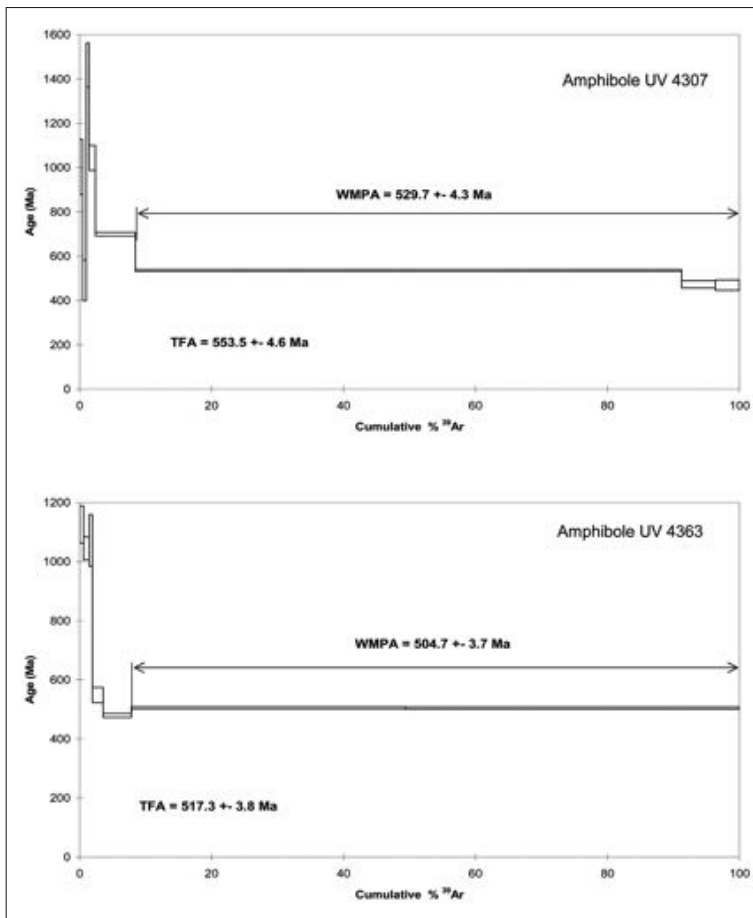 1600
Amphibole UV 4307
1400
1200
1000
WMPA = 529.7 +- 4.3 Ma
800
600
400
TFA = 553.5 +- 4.6 Ma
200
0
Age (Ma)
0 20 40 60 80 100
Cumulative % ³⁹Ar
1200
Amphibole UV 4363
1000
800
WMPA = 504.7 +- 3.7 Ma
600
400
200
TFA = 517.3 +- 3.8 Ma
0
Age (Ma)
0 20 40 60 80 100
Cumulative % ³⁹Ar